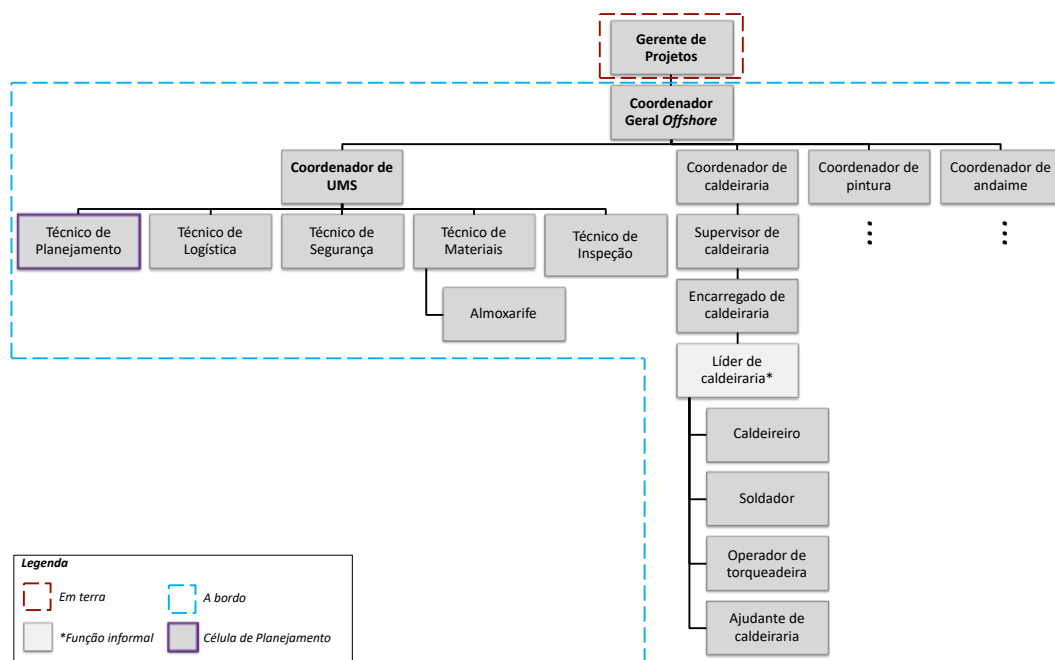 Gerente de
Projetos
Coordenador
Geral Offshore
Coordenador de
UMS
Coordenador de
caldeiraria
Coordenador de
pintura
Coordenador de
andaime
Técnico de
Planejamento
Técnico de
Logística
Técnico de
Segurança
Técnico de
Materiais
Técnico de
Inspeção
Supervisor de
caldeiraria
Almoxarife
Encarregado de
caldeiraria
Líder de
caldeiraria*
Caldeireiro
Soldador
Operador de
torqueadeira
Ajudante de
caldeiraria
Legenda
Em terra
A bordo
*Função informal
Célula de Planejamento